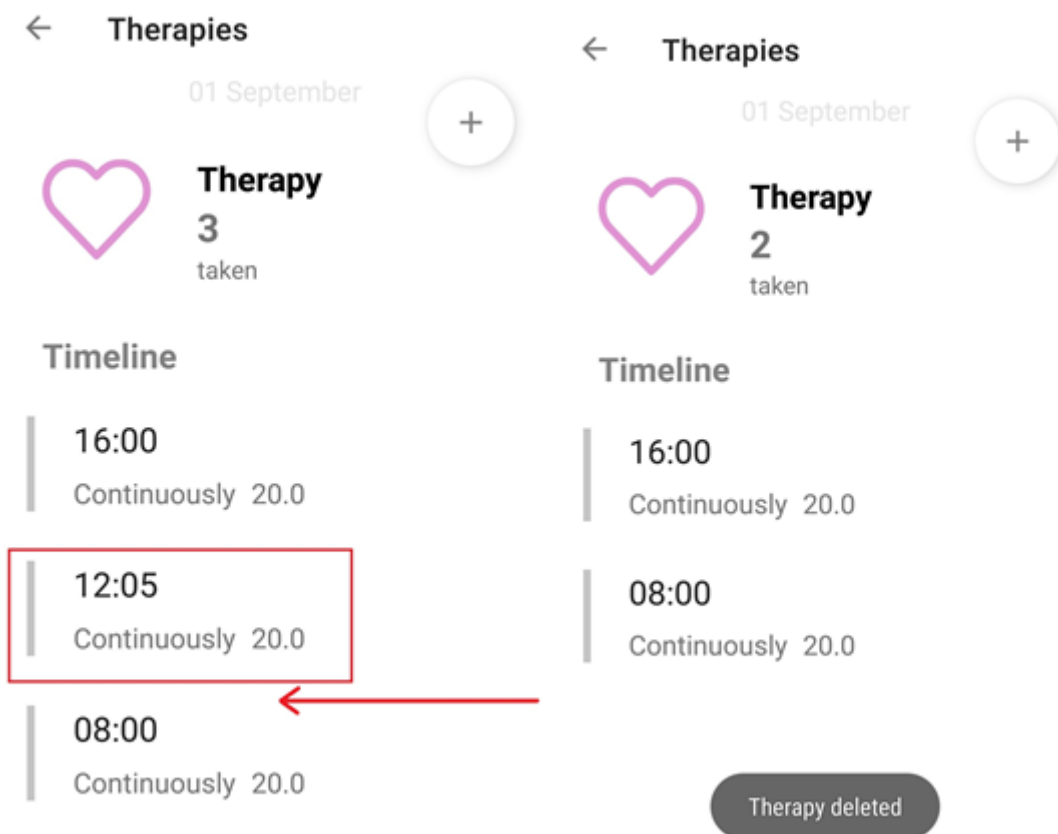 Therapies
01 September
+
Therapy
3
taken
Timeline
16:00
Continuously 20.0
12:05
Continuously 20.0
08:00
Continuously 20.0
Therapies
01 September
+
Therapy
2
taken
Timeline
16:00
Continuously 20.0
08:00
Continuously 20.0
Therapy deleted